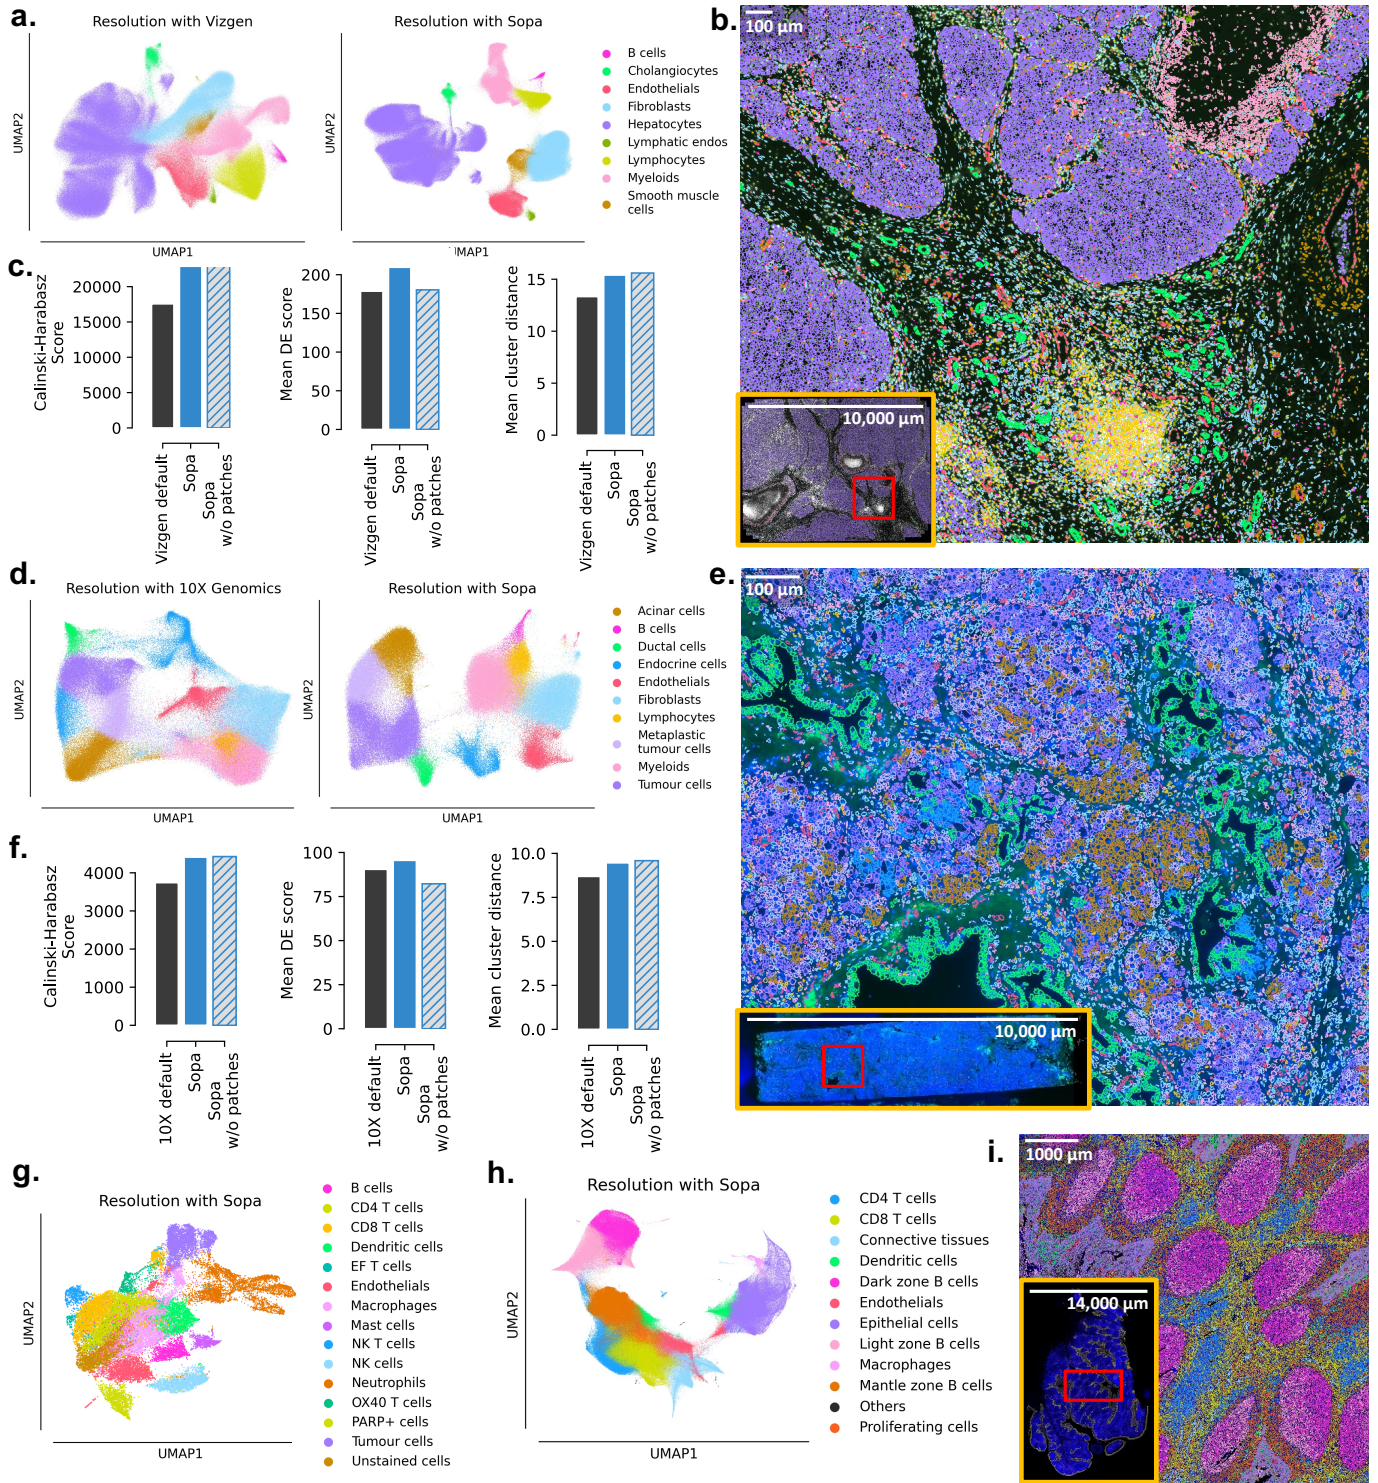 a.
Resolution with Vizgen
UMAP2
UMAP1
Resolution with Sopa
UMAP2
UMAP1
B cells
Cholangiocytes
Endothelials
Fibroblasts
Hepatocytes
Lymphatic endos
Lymphocytes
Myeloids
Smooth muscle
cells
b.
100 µm
10,000 µm
c.
Calinski-Harabasz
Score
20000
15000
10000
5000
0
Vizgen default
Sopa
Sopa
w/o patches
Mean DE score
200
150
100
50
0
Vizgen default
Sopa
Sopa
w/o patches
Mean cluster distance
15
10
5
0
Vizgen default
Sopa
Sopa
w/o patches
d.
Resolution with 10X Genomics
UMAP2
UMAP1
Resolution with Sopa
UMAP2
UMAP1
Acinar cells
B cells
Ductal cells
Endocrine cells
Endothelials
Fibroblasts
Lymphocytes
Metaplastic
tumour cells
Myeloids
Tumour cells
e.
100 µm
10,000 µm
f.
Calinski-Harabasz
Score
4000
3000
2000
1000
0
10X default
Sopa
Sopa
w/o patches
Mean DE score
100
75
50
25
0
10X default
Sopa
Sopa
w/o patches
Mean cluster distance
10.0
7.5
5.0
2.5
0.0
10X default
Sopa
Sopa
w/o patches
g.
Resolution with Sopa
UMAP2
UMAP1
B cells
CD4 T cells
CD8 T cells
Dendritic cells
EF T cells
Endothelials
Macrophages
Mast cells
NK T cells
NK cells
Neutrophils
OX40 T cells
PARP+ cells
Tumour cells
Unstained cells
h.
Resolution with Sopa
UMAP2
UMAP1
CD4 T cells
CD8 T cells
Connective tissues
Dendritic cells
Dark zone B cells
Endothelials
Epithelial cells
Light zone B cells
Macrophages
Mantle zone B cells
Others
Proliferating cells
i.
1000 µm
14,000 µm